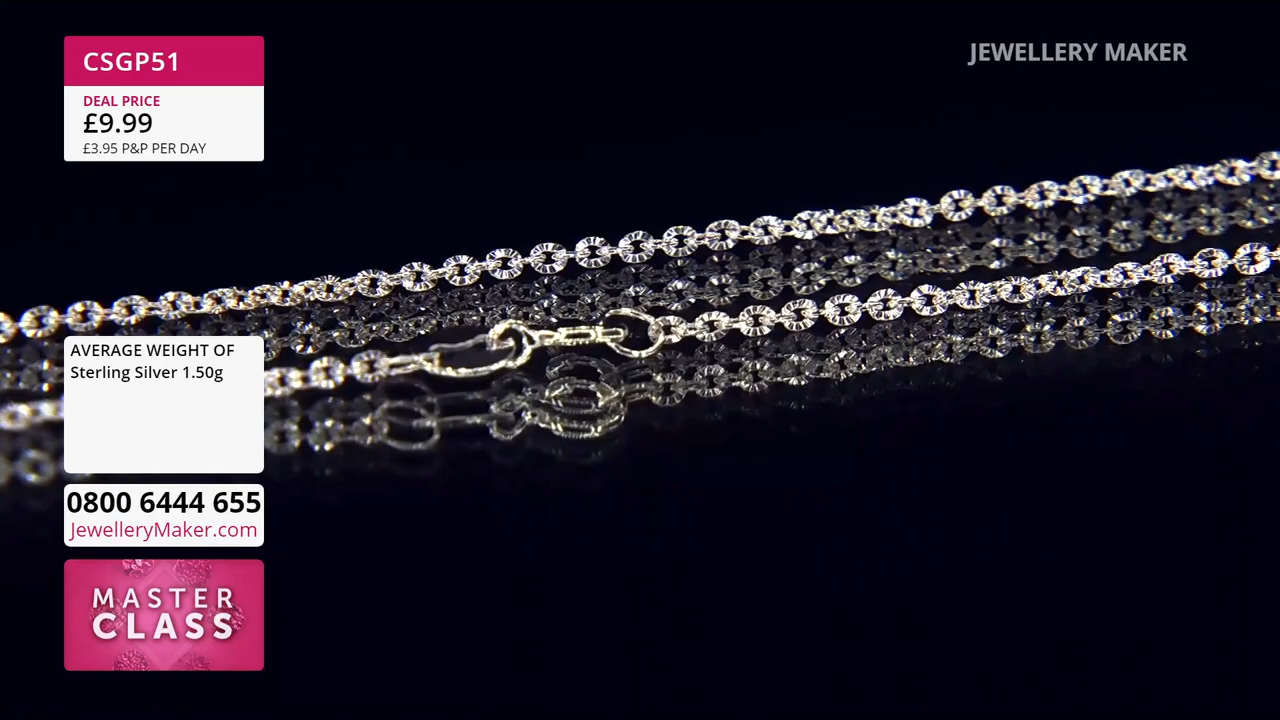 CSGP51
DEAL PRICE
£9.99
£3.95 P&P PER DAY
JEWELLERY MAKER
AVERAGE WEIGHT OF
Sterling Silver 1.50g
0800 6444 655
JewelleryMaker.com
MASTER
CLASS